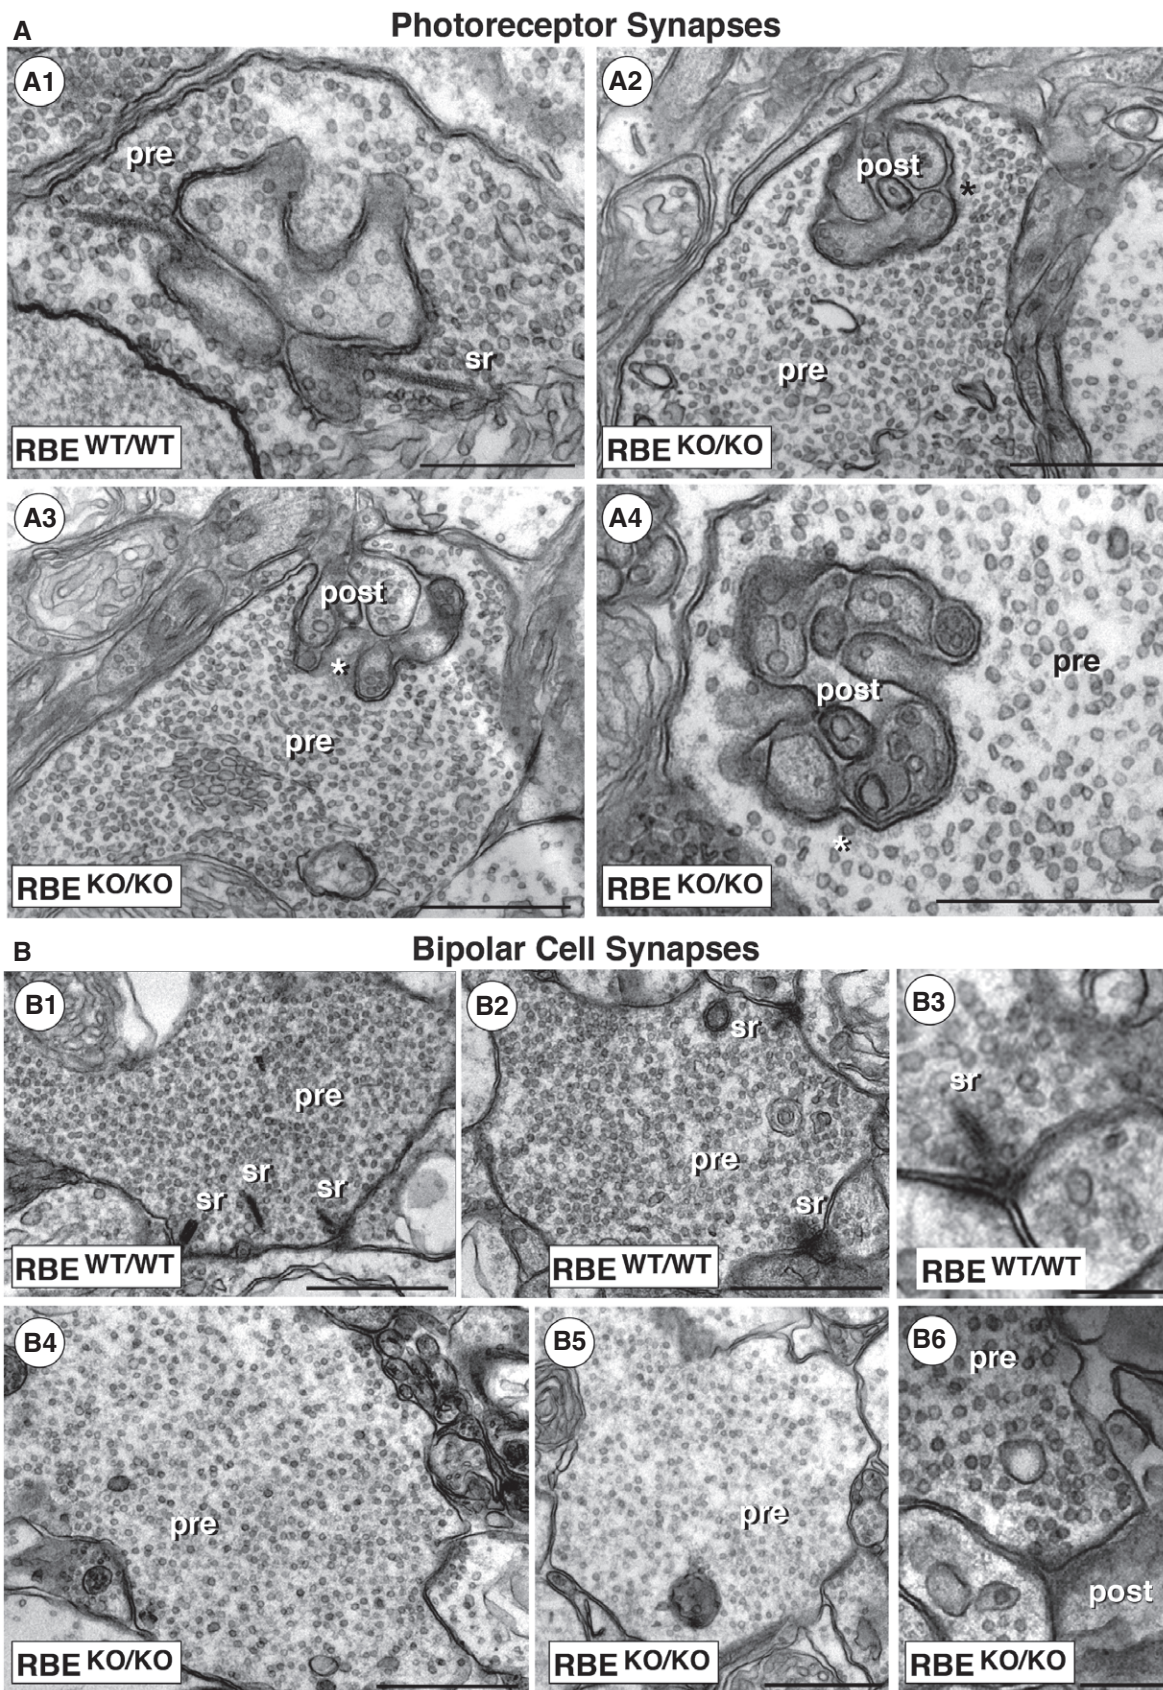 A
Photoreceptor Synapses
A1
pre
sr
RBE WT/WT
A2
post
*
pre
RBE KO/KO
A3
post
*
pre
RBE KO/KO
A4
pre
post
*
RBE KO/KO
B
Bipolar Cell Synapses
B1
pre
sr
sr
sr
RBE WT/WT
B2
sr
pre
sr
RBE WT/WT
B3
sr
RBE WT/WT
B4
pre
RBE KO/KO
B5
pre
RBE KO/KO
B6
pre
post
RBE KO/KO